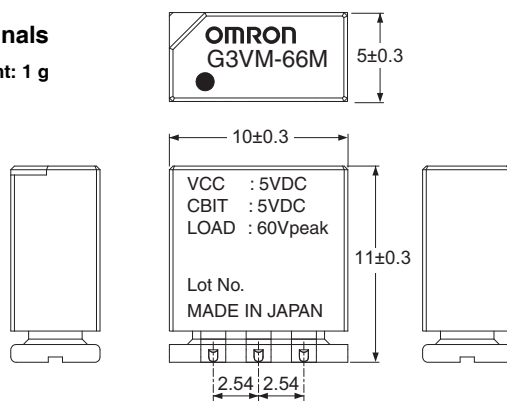 nals
nt: 1 g
OMRON
G3VM-66M
5±0.3
10±0.3
VCC : 5VDC
CBIT : 5VDC
LOAD : 60Vpeak
11±0.3
Lot No.
MADE IN JAPAN
2.54 2.54